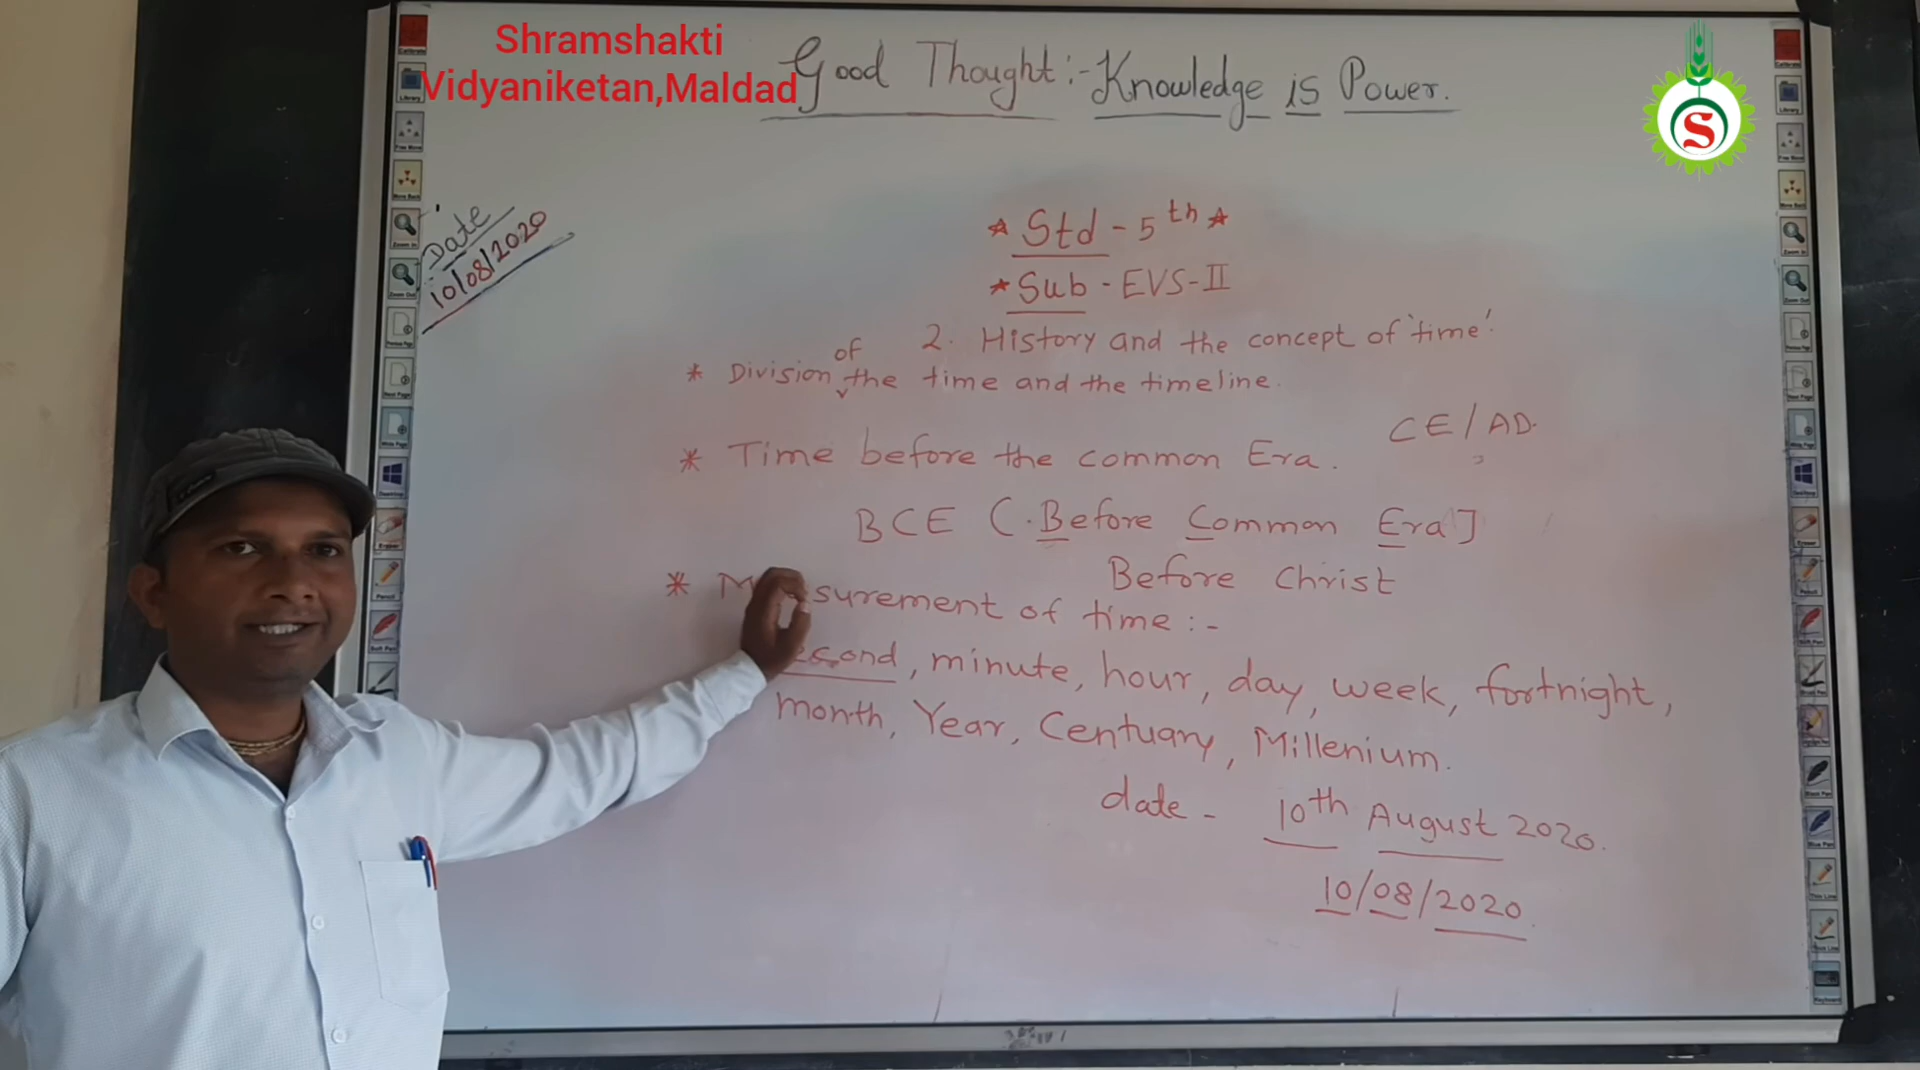 Shramshakti
Vidyaniketan,Maldad
Good Thought:- Knowledge is Power.
S
Date
10/08/2020
* Std - 5th *
* Sub - EVS-II
2. History and the concept of 'time'.
* Division of the time and the timeline.
CE/AD.
* Time before the common Era.
BCE (Before Common Era]
Before Christ
* Measurement of time :-
second, minute, hour, day, week, fortnight,
month, Year, Centuary, Millenium.
date - 10th August 2020.
10/08/2020